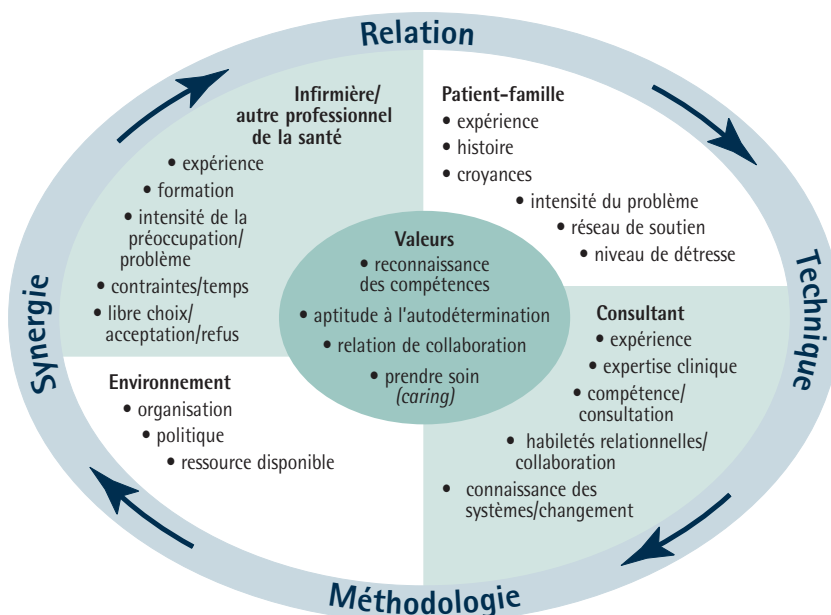 Relation
Infirmière/
autre professionnel
de la santé
• expérience
• formation
• intensité de la
préoccupation/
problème
• contraintes/temps
• libre choix/
acceptation/refus
Patient-famille
• expérience
• histoire
• croyances
• intensité du problème
• réseau de soutien
• niveau de détresse
Valeurs
• reconnaissance
des compétences
• aptitude à l'autodétermination
• relation de collaboration
• prendre soin
(caring)
Synergie
Technique
Environnement
• organisation
• politique
• ressource disponible
Consultant
• expérience
• expertise clinique
• compétence/
consultation
• habiletés relationnelles/
collaboration
• connaissance des
systèmes/changement
Méthodologie